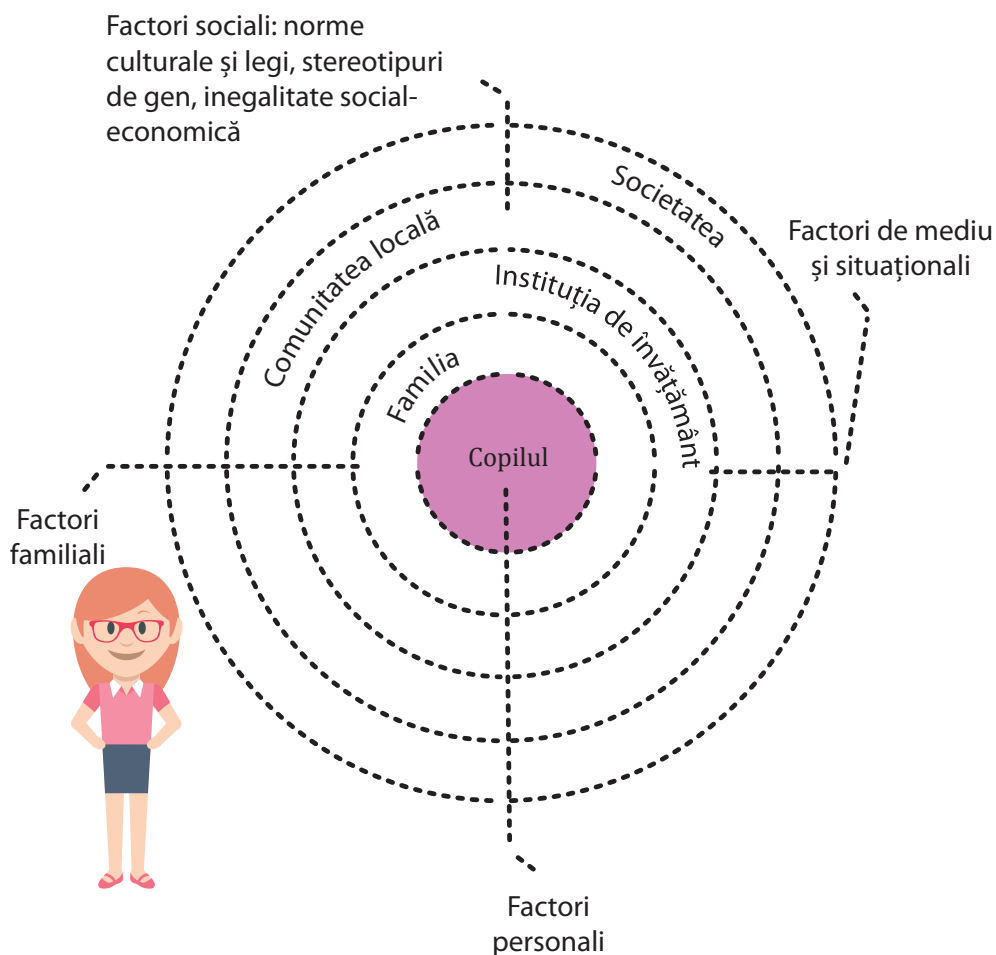 Factori sociali: norme
culturale și legi, stereotipuri
de gen, inegalitate social-
economică
Societatea
Factori de mediu
și situaționali
Comunitatea locală
Instituția de învățământ
Familia
Copilul
Factori
familiali
Factori
personali